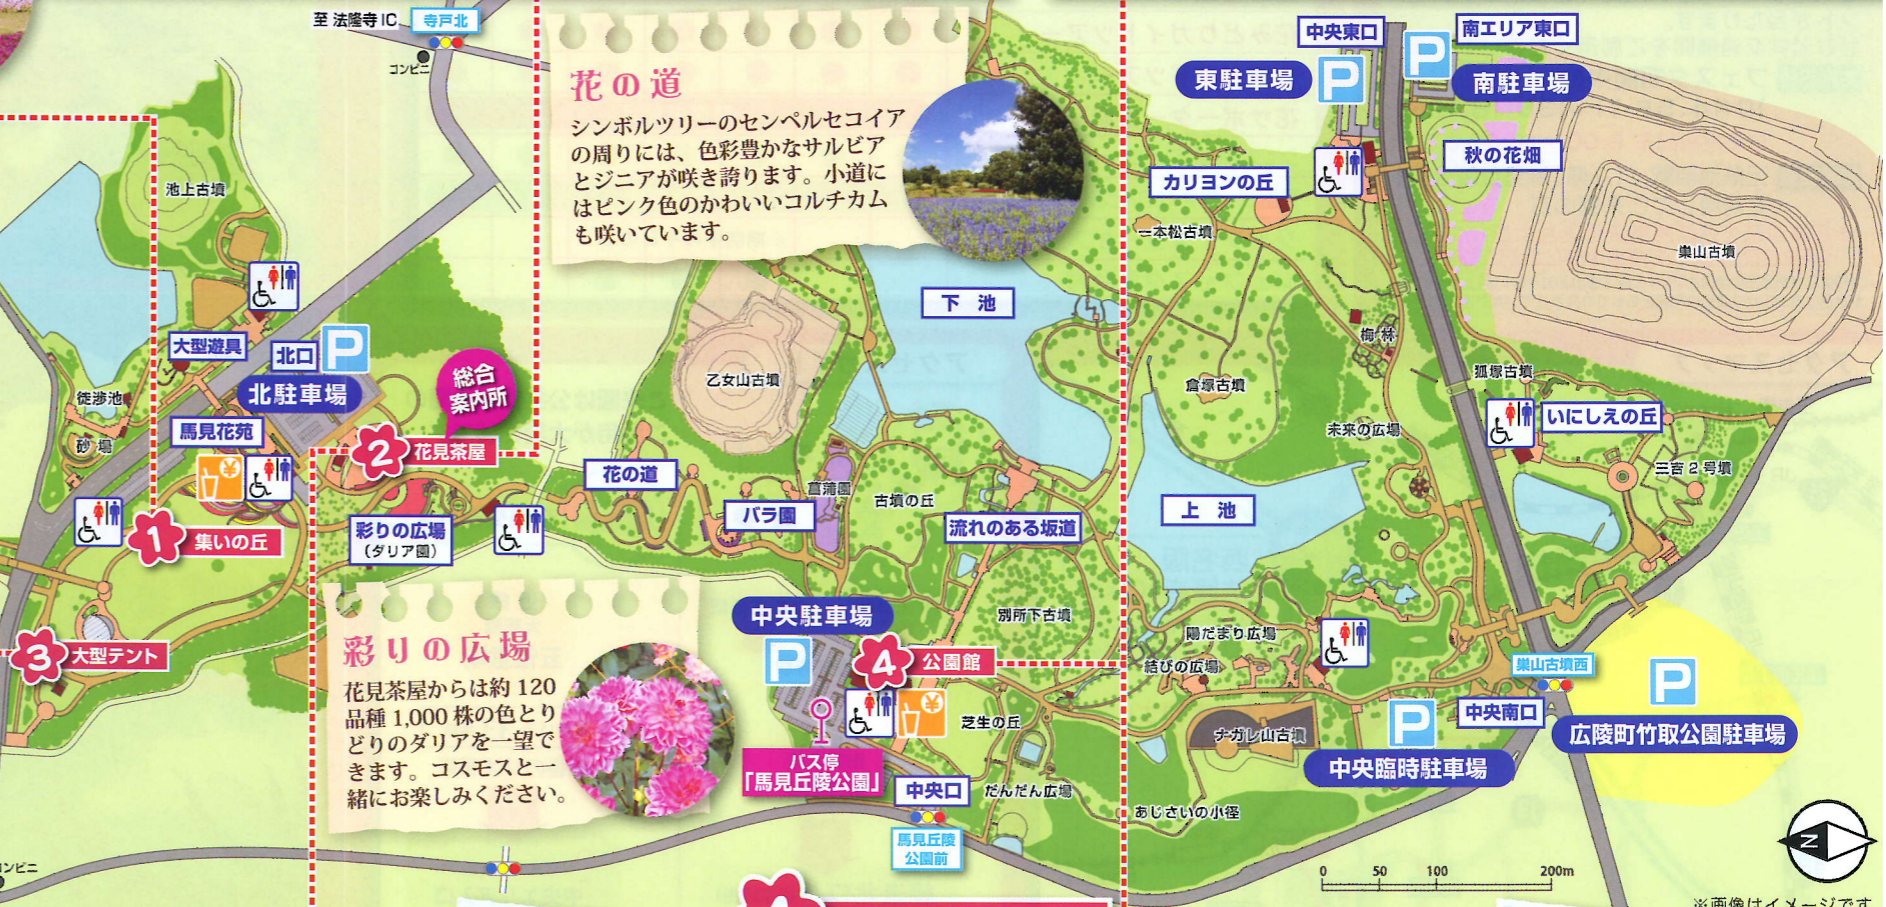 至 法隆寺IC
寺戸北
コンビニ
花の道
シンボルツリーのセンペルセコイア
の周りには、色彩豊かなサルビア
とジニアが咲き誇ります。小道に
はピンク色のかわいいコルチカム
も咲いています。
中央東口
南エリア東口
東駐車場
P
P
南駐車場
秋の花畑
カリヨンの丘
一本松古墳
巣山古墳
池上古墳
下 池
大型遊具
北口
P
北駐車場
総合
案内所
乙女山古墳
梅 林
倉塚古墳
狐塚古墳
徒渉池
砂 場
馬見花苑
2 花見茶屋
いにしえの丘
未来の広場
三吉2号墳
花の道
菖蒲園
古墳の丘
バラ園
流れのある坂道
上 池
彩りの広場
(ダリア園)
1 集いの丘
3 大型テント
彩りの広場
花見茶屋からは約120
品種1,000株の色とり
どりのダリアを一望で
きます。コスモスと一
緒にお楽しみください。
中央駐車場
P
4 公園館
別所下古墳
陽だまり広場
結びの広場
芝生の丘
バス停
「馬見丘陵公園」
中央口
馬見丘陵
公園前
だんだん広場
あじさいの小径
ナガレ山古墳
P
中央臨時駐車場
中央南口
巣山古墳西
P
広陵町竹取公園駐車場
N
0 50 100 200m
コンビニ
※画像はイメージです